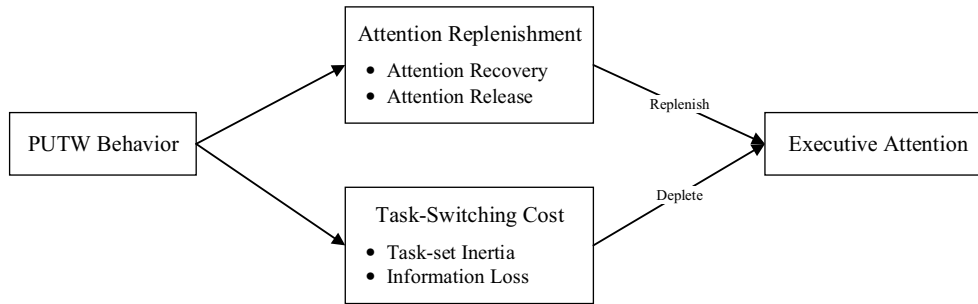 PUTW Behavior
Attention Replenishment
• Attention Recovery
• Attention Release
Task-Switching Cost
• Task-set Inertia
• Information Loss
Replenish
Deplete
Executive Attention